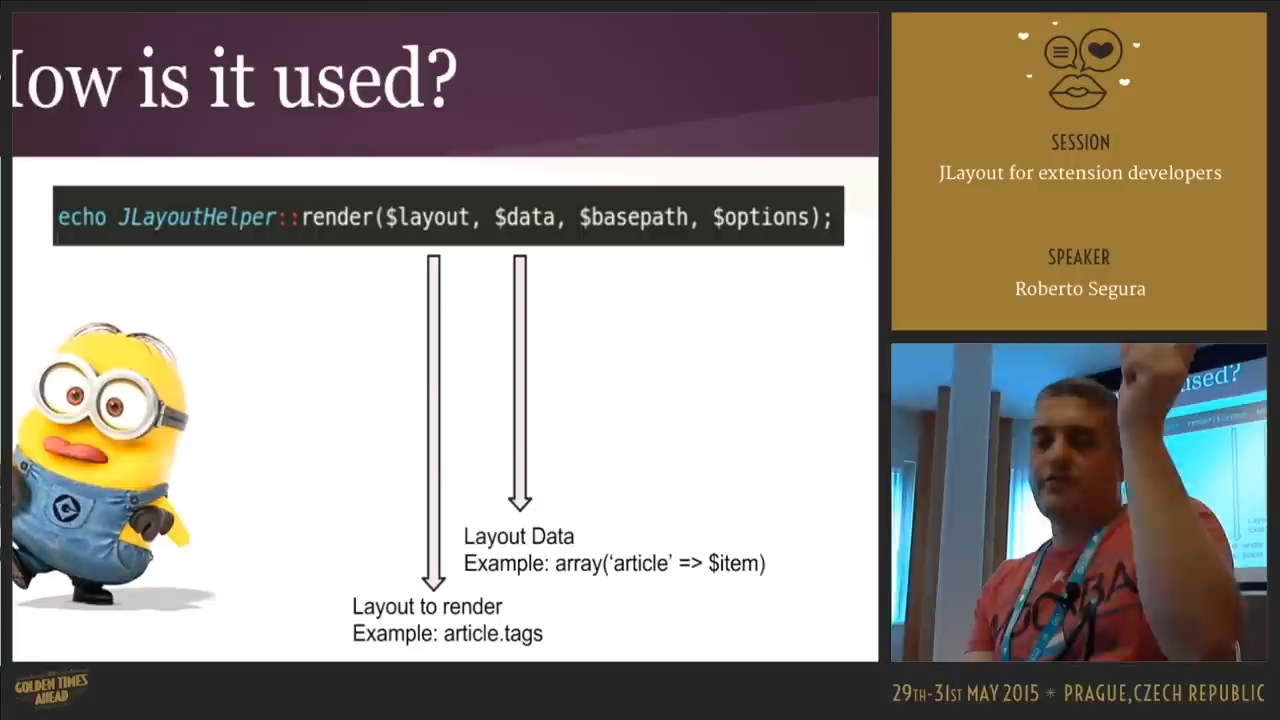 How is it used?
echo JLayoutHelper::render($layout, $data, $basepath, $options);
Layout Data
Example: array(‘article’ => $item)
Layout to render
Example: article.tags
SESSION
JLayout for extension developers
SPEAKER
Roberto Segura
used?
GOLDEN TIMES
AHEAD
29TH-31ST MAY 2015 * PRAGUE,CZECH REPUBLIC